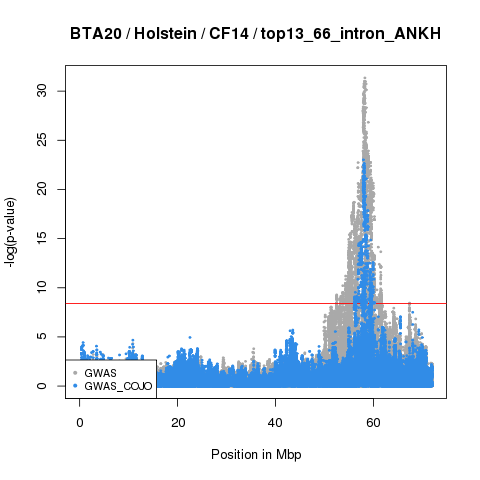 BTA20 / Holstein / CF14 / top13_66_intron_ANKH
-log(p-value)
30
25
20
15
10
5
0
GWAS
GWAS_COJO
0 20 40 60
Position in Mbp